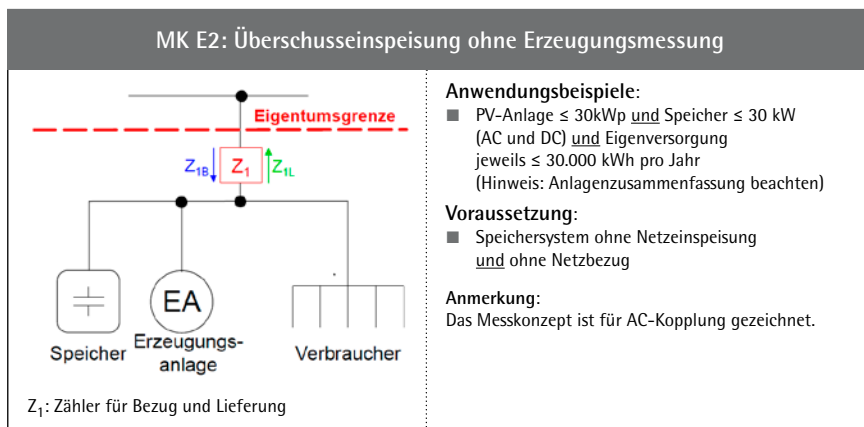 MK E2: Überschusseinspeisung ohne Erzeugungsmessung
Eigentumsgrenze
Z1B Z1 Z1L
EA
Speicher
Erzeugungs-
anlage
Verbraucher
Z1: Zähler für Bezug und Lieferung
Anwendungsbeispiele:
■ PV-Anlage ≤ 30kWp und Speicher ≤ 30 kW
(AC und DC) und Eigenversorgung
jeweils ≤ 30.000 kWh pro Jahr
(Hinweis: Anlagenzusammenfassung beachten)
Voraussetzung:
■ Speichersystem ohne Netzeinspeisung
und ohne Netzbezug
Anmerkung:
Das Messkonzept ist für AC-Kopplung gezeichnet.